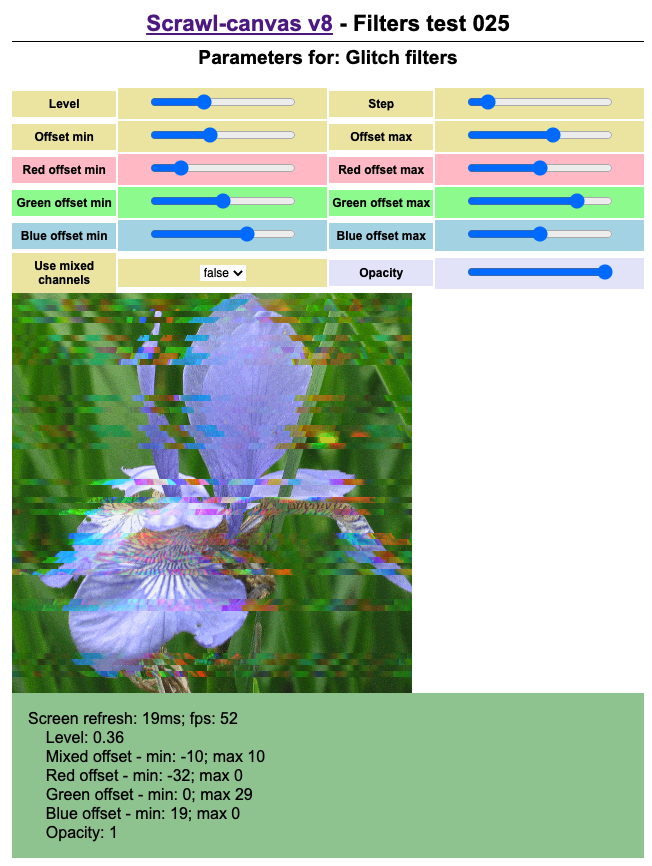 Scrawl-canvas v8 - Filters test 025
Parameters for: Glitch filters
Level Step
Offset min Offset max
Red offset min Red offset max
Green offset min Green offset max
Blue offset min Blue offset max
Use mixed channels false Opacity
Screen refresh: 19ms; fps: 52
Level: 0.36
Mixed offset - min: -10; max 10
Red offset - min: -32; max 0
Green offset - min: 0; max 29
Blue offset - min: 19; max 0
Opacity: 1